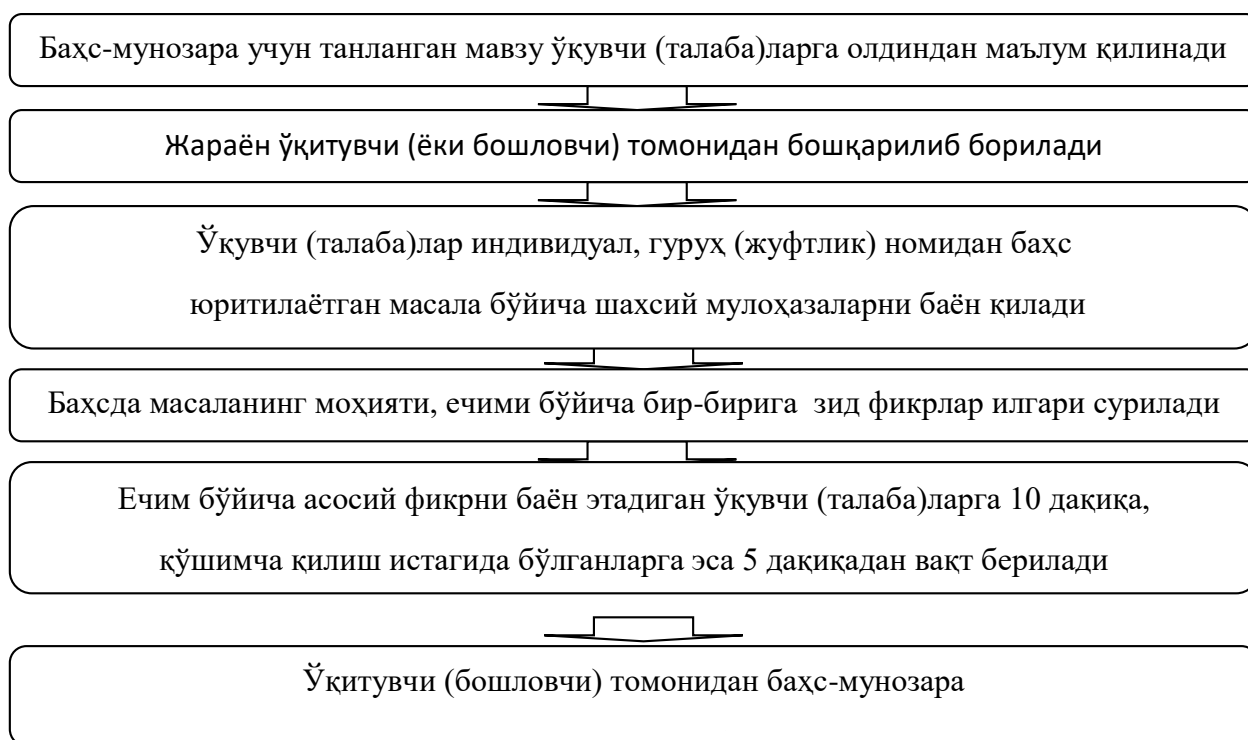 Баҳс-мунозара учун танланган мавзу ўқувчи (талаба)ларга олдиндан маълум қилинади
Жараён ўқитувчи (ёки бошловчи) томонидан бошқарилиб борилади
Ўқувчи (талаба)лар индивидуал, гуруҳ (жуфтлик) номидан баҳс
юритилаётган масала бўйича шахсий мулоҳазаларни баён қилади
Баҳсда масаланинг моҳияти, ечими бўйича бир-бирига зид фикрлар илгари сурилади
Ечим бўйича асосий фикрни баён этадиган ўқувчи (талаба)ларга 10 дақиқа,
қўшимча қилиш истагида бўлганларга эса 5 дақиқадан вақт берилади
Ўқитувчи (бошловчи) томонидан баҳс-мунозара